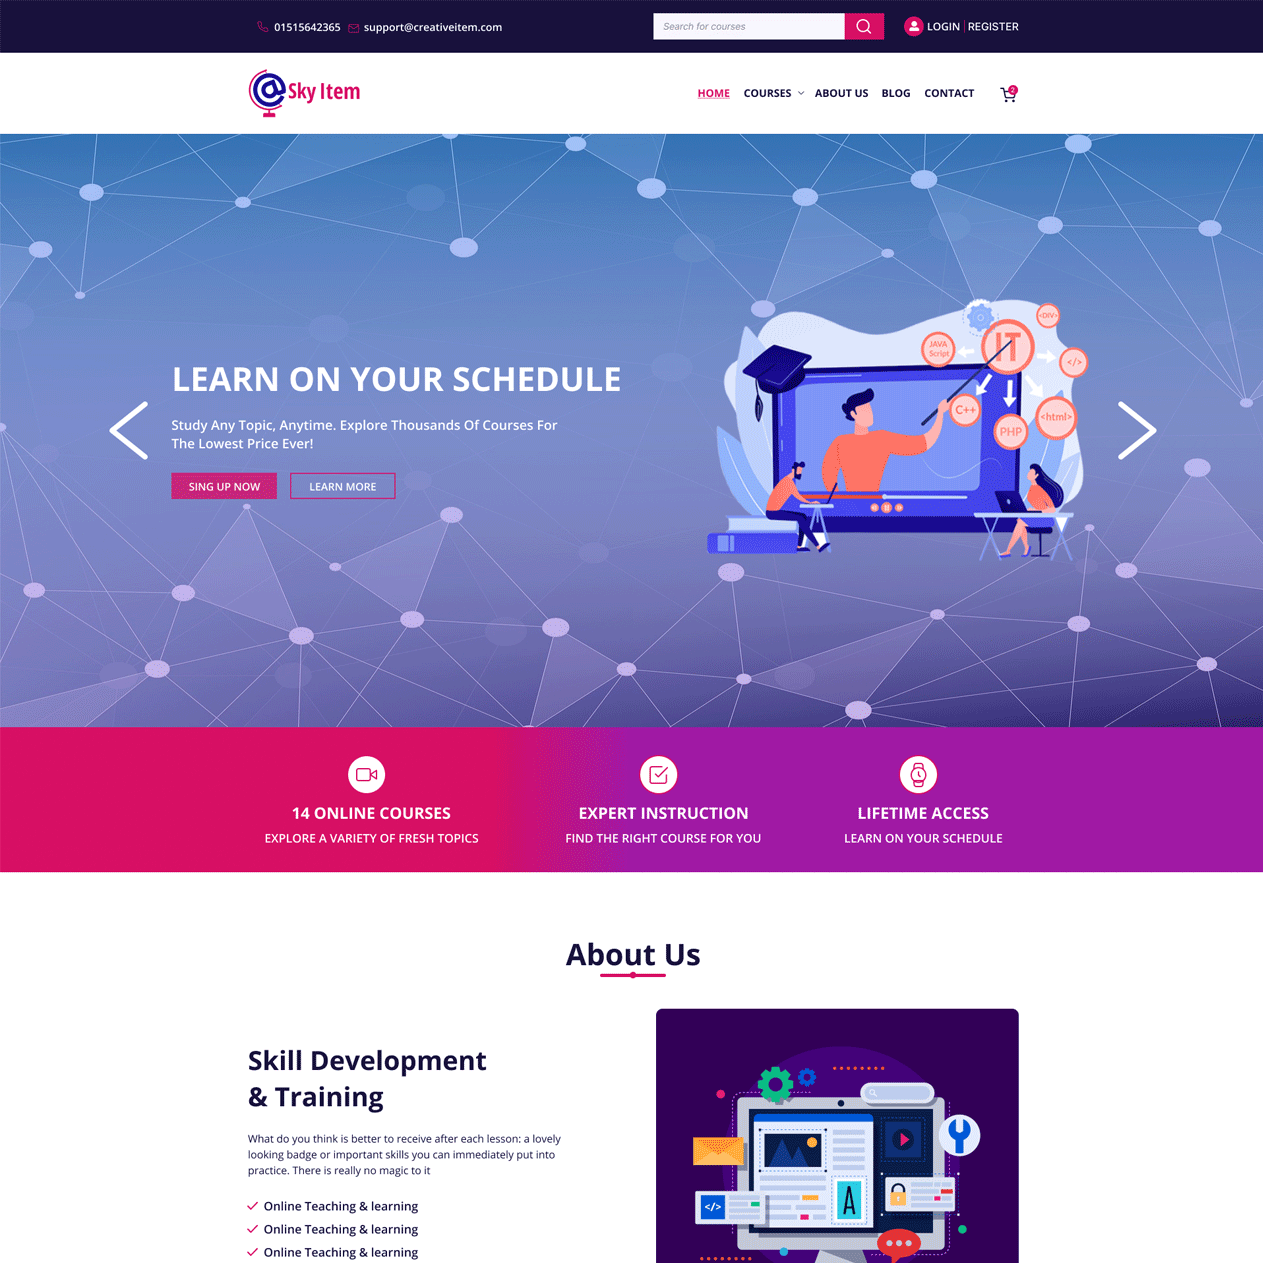 01515642365 support@creativeitem.com Search for courses LOGIN REGISTER
@ Sky Item HOME COURSES ABOUT US BLOG CONTACT 2
LEARN ON YOUR SCHEDULE
Study Any Topic, Anytime. Explore Thousands Of Courses For
The Lowest Price Ever!
SING UP NOW LEARN MORE
<DIV>
IT
JAVA
Script
</>
C++
<html>
PHP
14 ONLINE COURSES
EXPLORE A VARIETY OF FRESH TOPICS
EXPERT INSTRUCTION
FIND THE RIGHT COURSE FOR YOU
LIFETIME ACCESS
LEARN ON YOUR SCHEDULE
About Us
Skill Development
& Training
What do you think is better to receive after each lesson: a lovely
looking badge or important skills you can immediately put into
practice. There is really no magic to it
Online Teaching & learning
Online Teaching & learning
Online Teaching & learning
</>
A